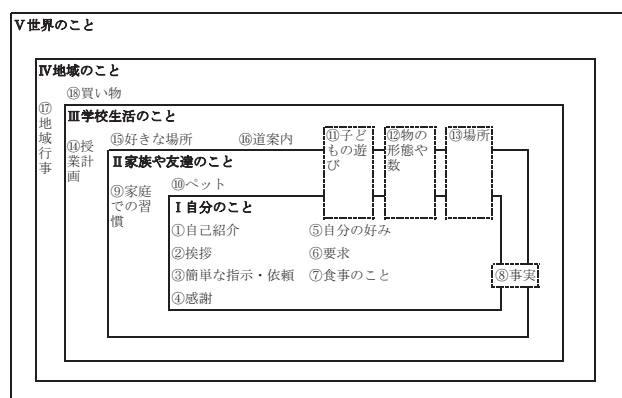 Ⅴ世界のこと
Ⅳ地域のこと
⑱買い物
⑰地域行事
Ⅲ学校生活のこと
⑭授業計画
⑮好きな場所
⑯道案内
⑪子ど
もの遊
び
⑫物の
形態や
数
⑬場所
Ⅱ家族や友達のこと
⑨家庭
での習
慣
⑩ペット
Ⅰ自分のこと
①自己紹介
⑤自分の好み
②挨拶
⑥要求
③簡単な指示・依頼
⑦食事のこと
④感謝
⑧事実